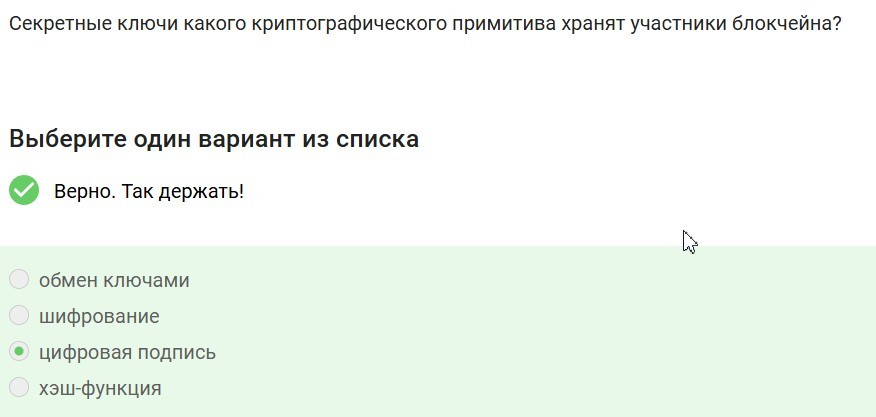 Секретные ключи какого криптографического примитива хранят участники блокчейна?
Выберите один вариант из списка
Верно. Так держать!
обмен ключами
шифрование
цифровая подпись
хэш-функция